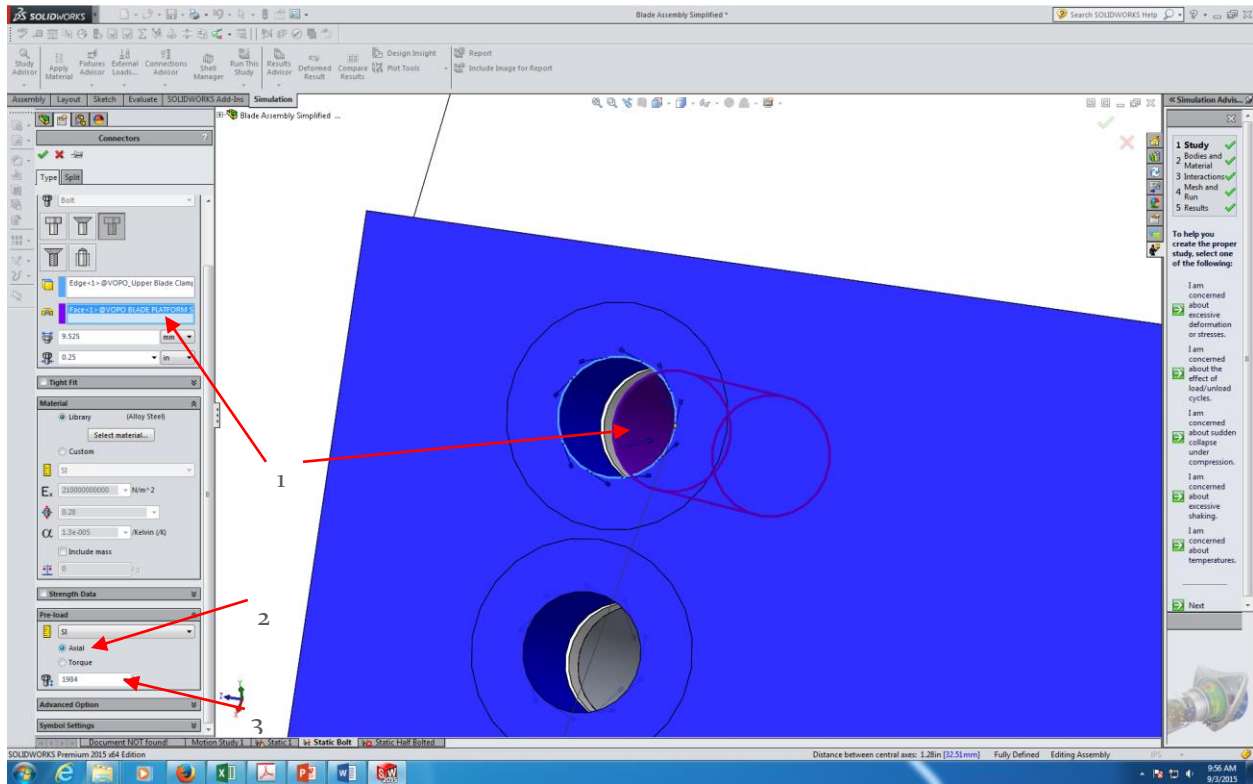 SOLIDWORKS
Blade Assembly Simplified *
Search SOLIDWORKS Help
Study Advisor
Apply Material
Fixtures Advisor
External Loads...
Connections Advisor
Shell Manager
Run This Study
Results Advisor
Deformed Result
Compare Results
Design Insight
Plot Tools
Report
Include Image for Report
Assembly Layout Sketch Evaluate SOLIDWORKS Add-Ins Simulation
Blade Assembly Simplified ...
Connectors ?
Type Split
Bolt
Edge<1>@VOPO_Upper Blade Clamp
Face<1>@VOPO BLADE PLATFORM S
9.525 mm
0.25 in
Tight Fit
Material
Library (Alloy Steel)
Select material...
Custom
SI
Ex 210000000000 N/m^2
0.28
α 1.3e-005 /Kelvin (/K)
Include mass
0 kg
Strength Data
Pre-load
SI
Axial
Torque
1984
Advanced Option
Symbol Settings
1
2
3
Z
Y
Simulation Advis...
1 Study
2 Bodies and Material
3 Interactions
4 Mesh and Run
5 Results
To help you
create the proper
study, select one
of the following:
I am
concerned
about
excessive
deformation
or stresses.
I am
concerned
about the
effect of
load/unload
cycles.
I am
concerned
about sudden
collapse
under
compression.
I am
concerned
about
excessive
shaking.
I am
concerned
about
temperatures.
Next
Document NOT found! Motion Study 1 Static 1 Static Bolt Static Half Bolted
SOLIDWORKS Premium 2015 x64 Edition
Distance between central axes: 1.28in [32.51mm] Fully Defined Editing Assembly IPS -
9:56 AM
9/3/2015